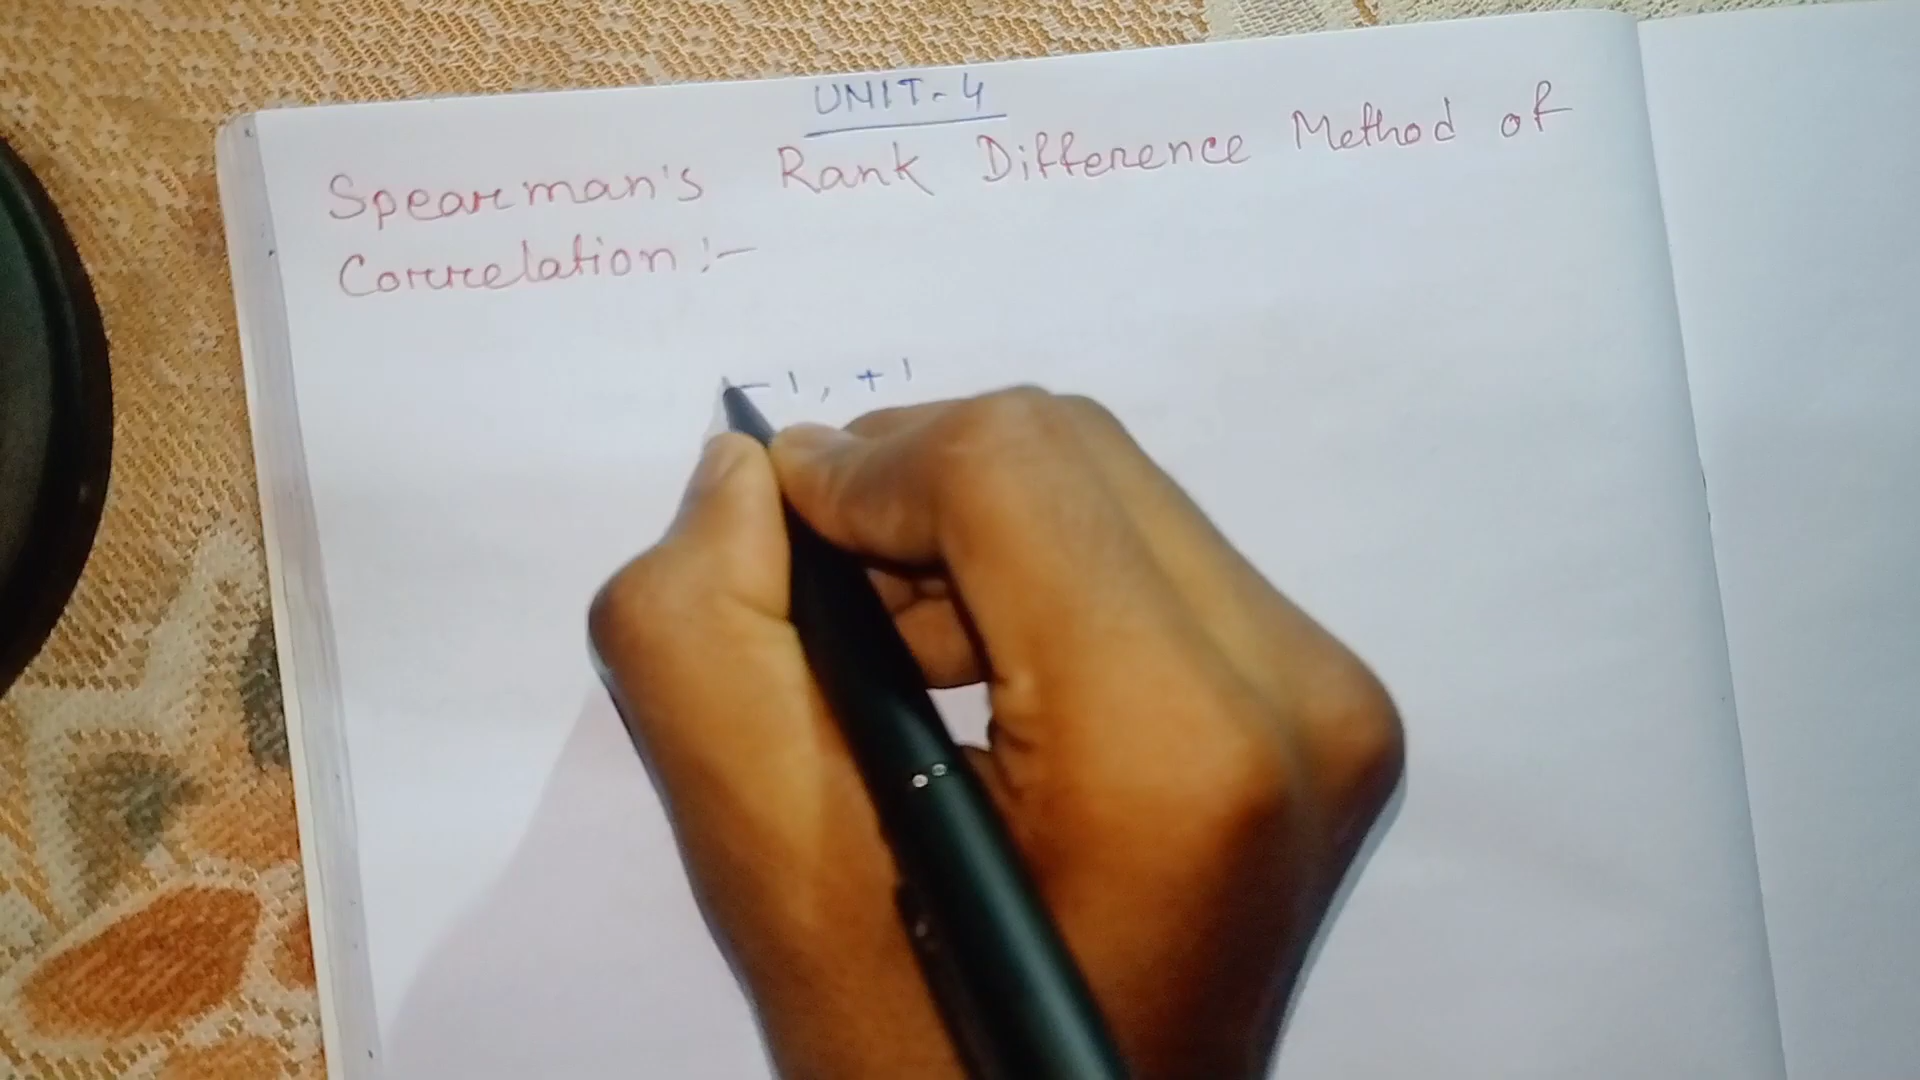 UNIT-4
Spearman's Rank Difference Method of
Correlation :-
-1, +1